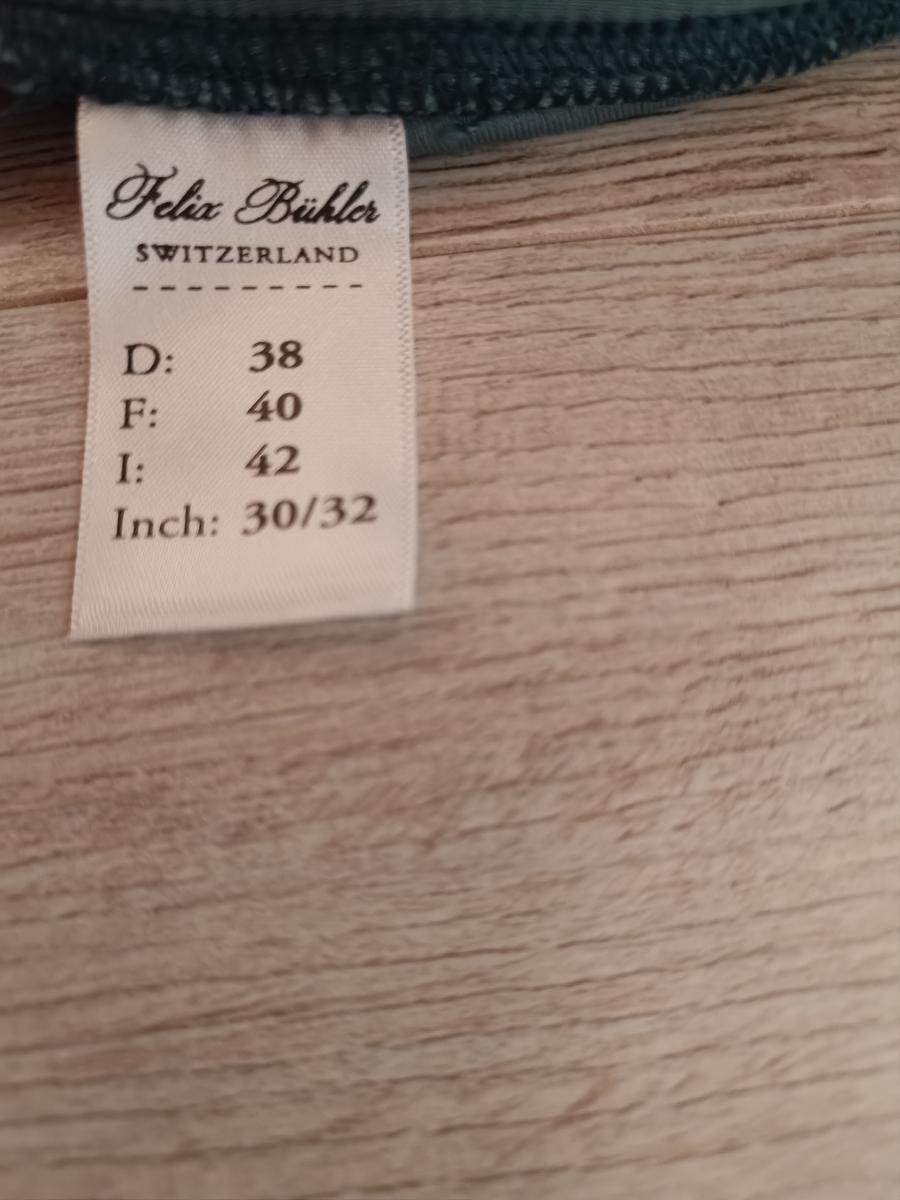 Felix Bühler
SWITZERLAND
---------
D: 38
F: 40
I: 42
Inch: 30/32